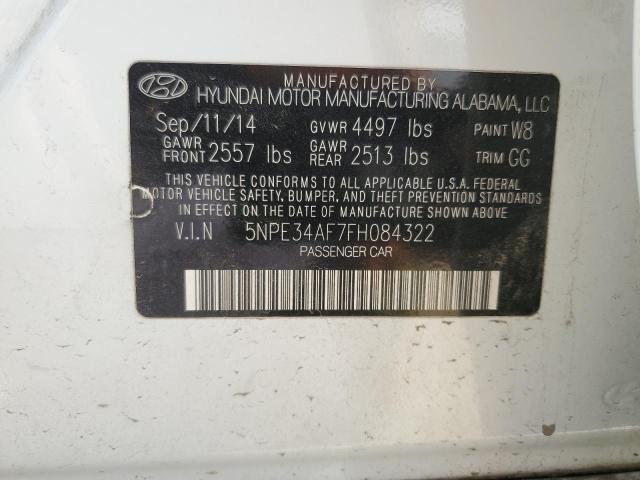 MANUFACTURED BY
HYUNDAI MOTOR MANUFACTURING ALABAMA, LLC
Sep/11/14 GVWR 4497 lbs PAINT W8
GAWR FRONT 2557 lbs GAWR REAR 2513 lbs TRIM GG
THIS VEHICLE CONFORMS TO ALL APPLICABLE U.S.A. FEDERAL
MOTOR VEHICLE SAFETY, BUMPER, AND THEFT PREVENTION STANDARDS
IN EFFECT ON THE DATE OF MANUFACTURE SHOWN ABOVE.
V.I.N 5NPE34AF7FH084322
PASSENGER CAR